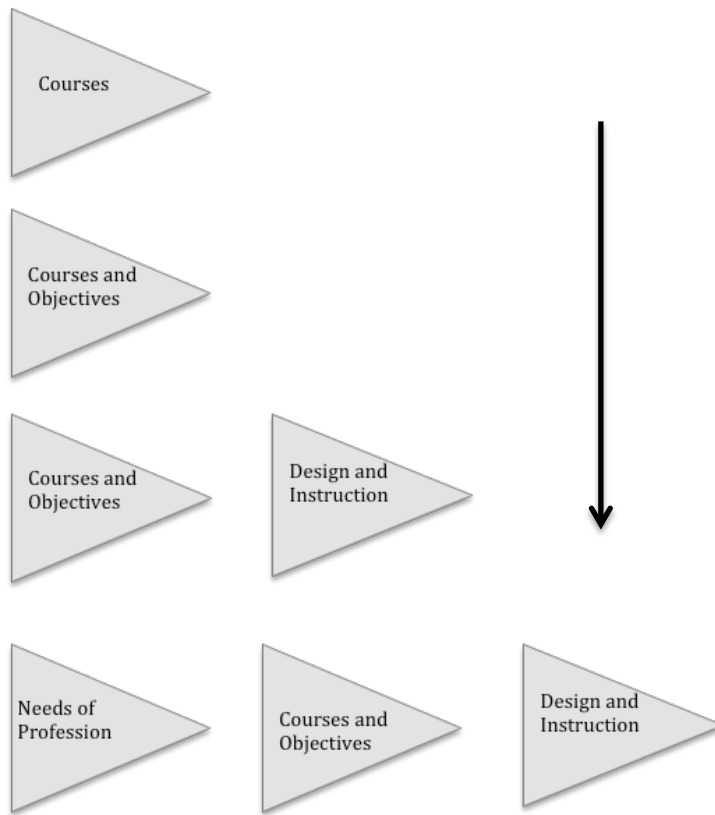 Courses
Courses and
Objectives
Courses and
Objectives
Design and
Instruction
Needs of
Profession
Courses and
Objectives
Design and
Instruction